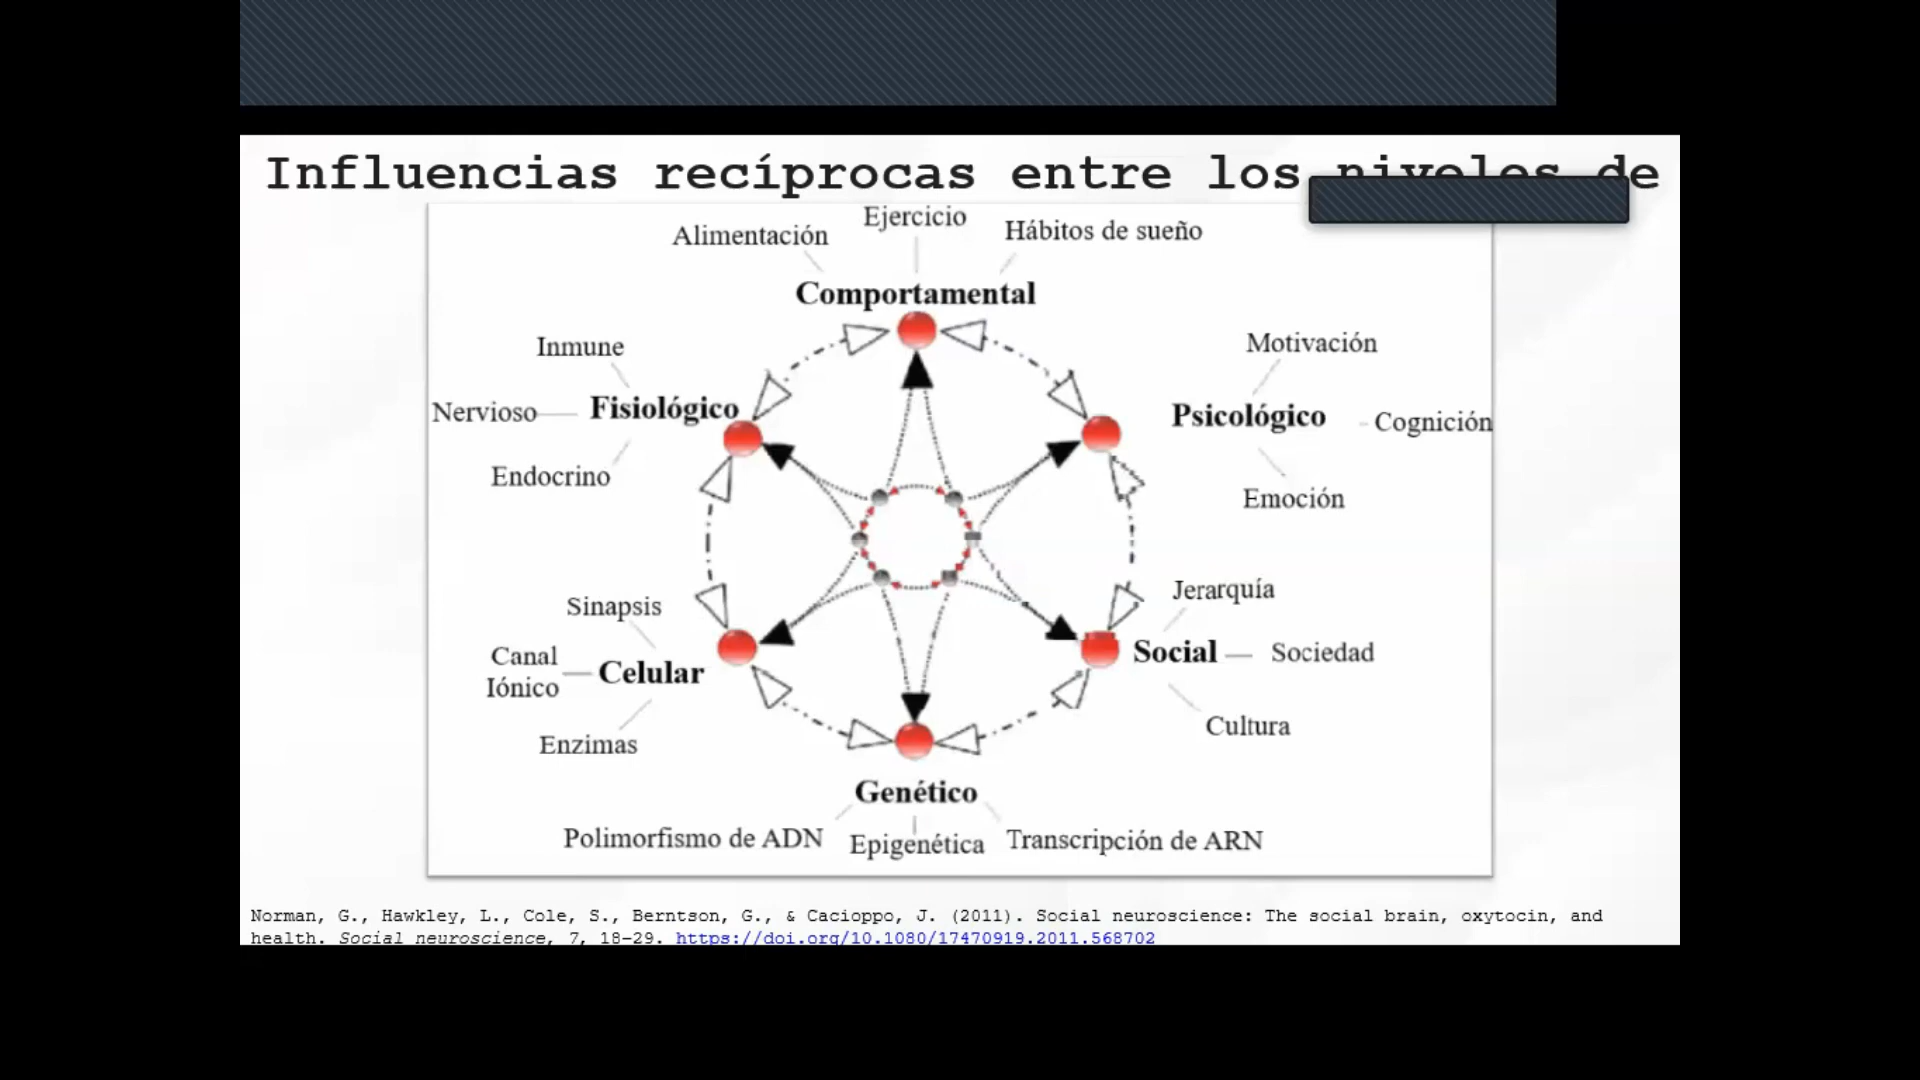 Influencias recíprocas entre los niveles de
Alimentación
Ejercicio
Hábitos de sueño
Comportamental
Inmune
Nervioso
Fisiológico
Endocrino
Motivación
Psicológico
Cognición
Emoción
Sinapsis
Canal
Iónico
Celular
Enzimas
Jerarquía
Social
Sociedad
Cultura
Genético
Polimorfismo de ADN
Epigenética
Transcripción de ARN
Norman, G., Hawkley, L., Cole, S., Berntson, G., & Cacioppo, J. (2011). Social neuroscience: The social brain, oxytocin, and
health. Social neuroscience, 7, 18-29. https://doi.org/10.1080/17470919.2011.568702